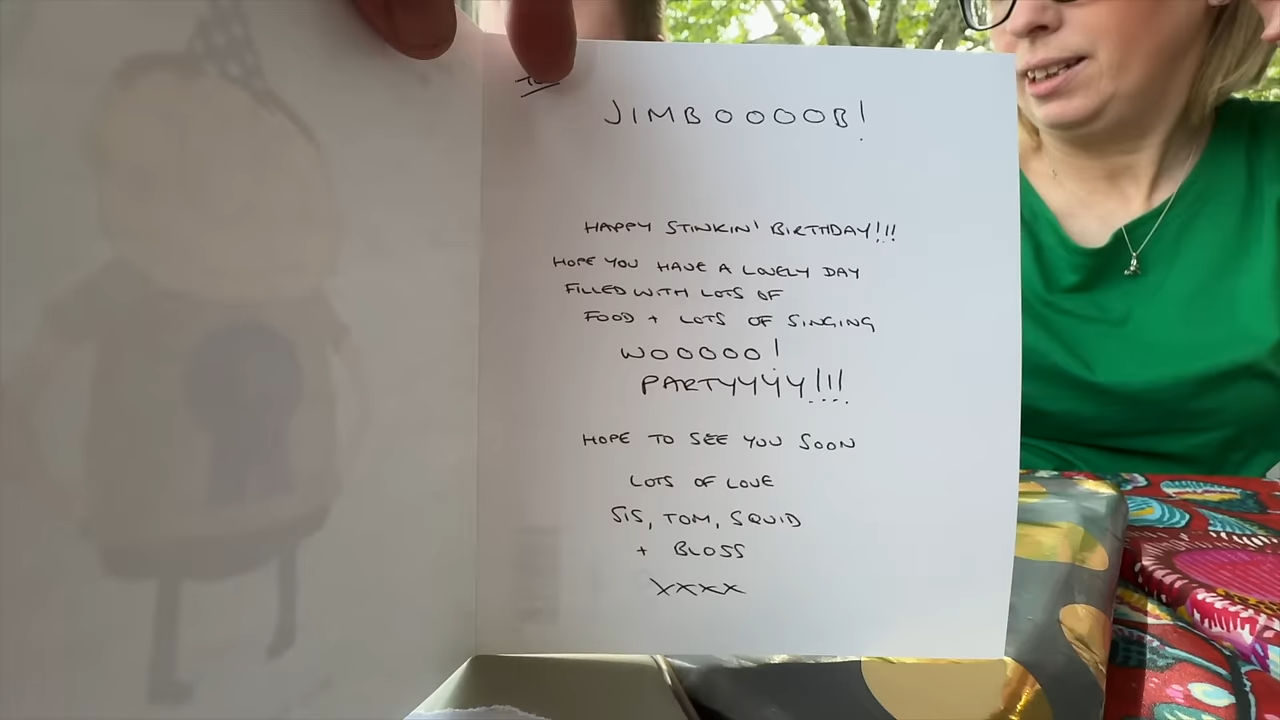 TO
JIMBOOOOB!
HAPPY STINKIN' BIRTHDAY!!!
HOPE YOU HAVE A LOVELY DAY
FILLED WITH LOTS OF
FOOD + LOTS OF SINGING
WOOOOO!
PARTYYYY!!!
HOPE TO SEE YOU SOON
LOTS OF LOVE
SIS, TOM, SQUID
+ BLOSS
XXXX